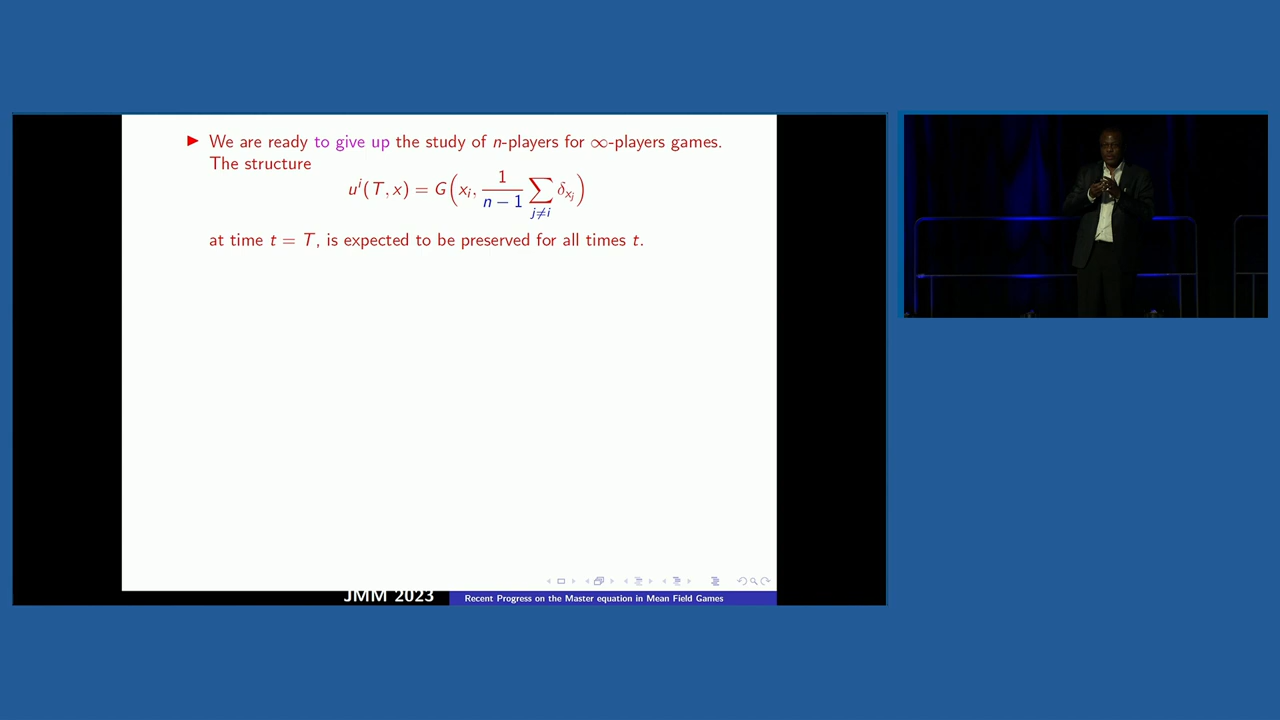 ► We are ready to give up the study of n-players for ∞-players games.
The structure
u^i(T, x) = G(x_i, \frac{1}{n − 1} \sum_{j≠i} δ_{x_j})
at time t = T, is expected to be preserved for all times t.
JMM 2023 Recent Progress on the Master equation in Mean Field Games